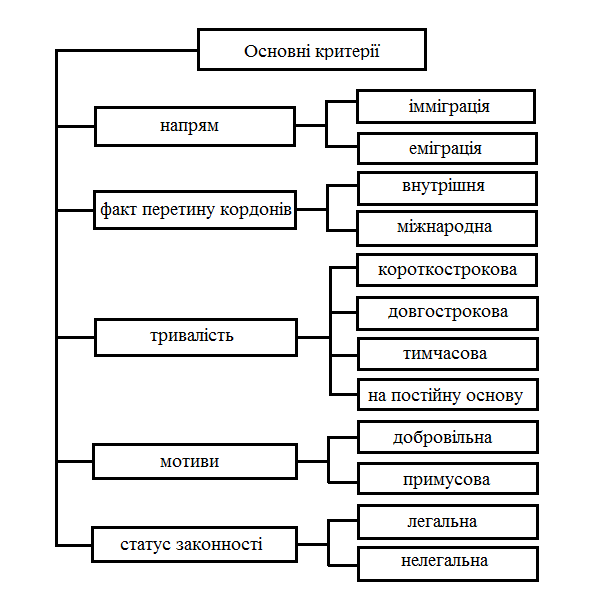 Основні критерії
напрям
імміграція
еміграція
факт перетину кордонів
внутрішня
міжнародна
тривалість
короткострокова
довгострокова
тимчасова
на постійну основу
мотиви
добровільна
примусова
статус законності
легальна
нелегальна